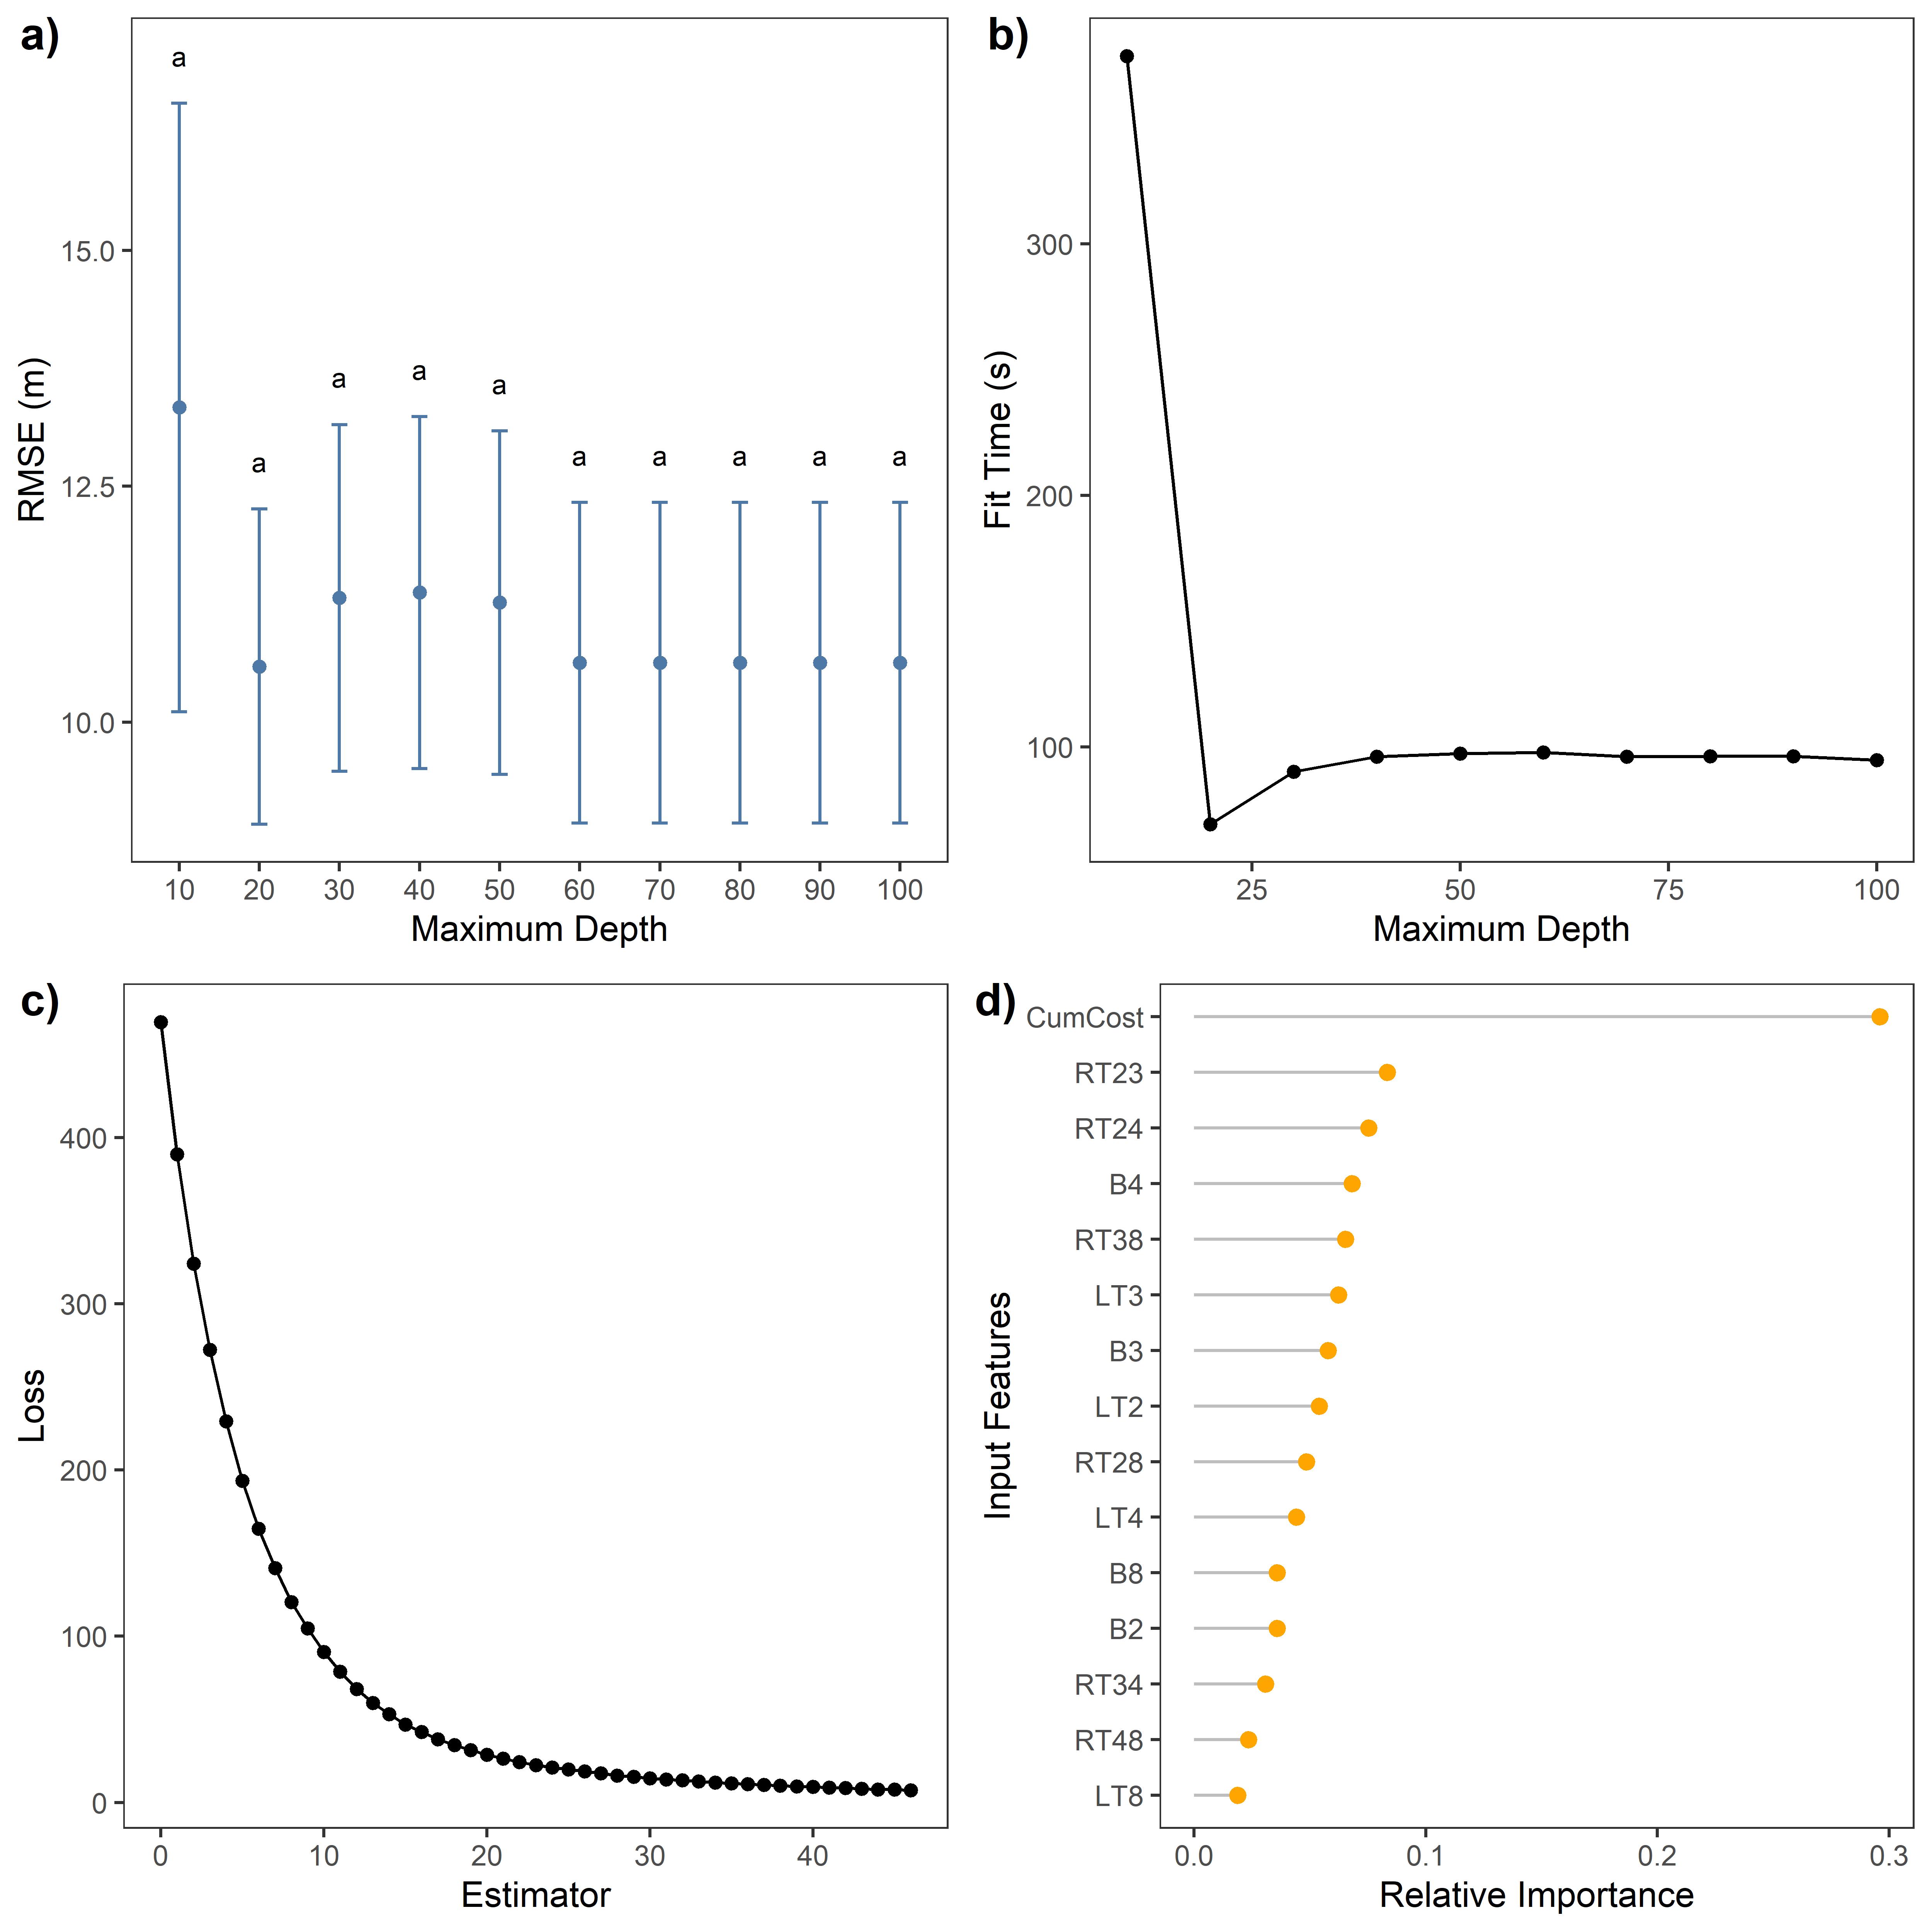 a)
a
a
a
a
a
a
a
a
a
a
15.0
12.5
10.0
RMSE (m)
10 20 30 40 50 60 70 80 90 100
Maximum Depth
b)
300
200
100
Fit Time (s)
25 50 75 100
Maximum Depth
c)
400
300
200
100
0
Loss
0 10 20 30 40
Estimator
d)
CumCost
RT23
RT24
B4
RT38
LT3
B3
LT2
RT28
LT4
B8
B2
RT34
RT48
LT8
Input Features
0.0 0.1 0.2 0.3
Relative Importance